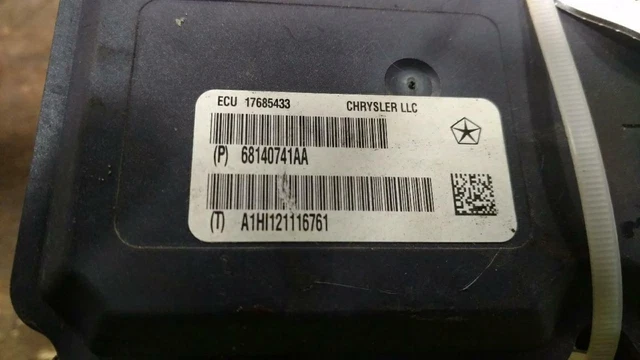 ECU 17685433 CHRYSLER LLC
(P) 68140741AA
(T) A1HI121116761